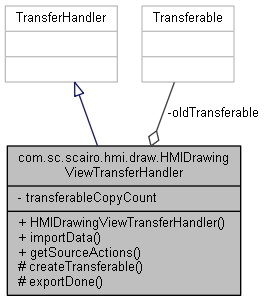 TransferHandler
Transferable
-oldTransferable
com.sc.scairo.hmi.draw.HMIDrawing
ViewTransferHandler
- transferableCopyCount
+ HMIDrawingViewTransferHandler()
+ importData()
+ getSourceActions()
# createTransferable()
# exportDone()